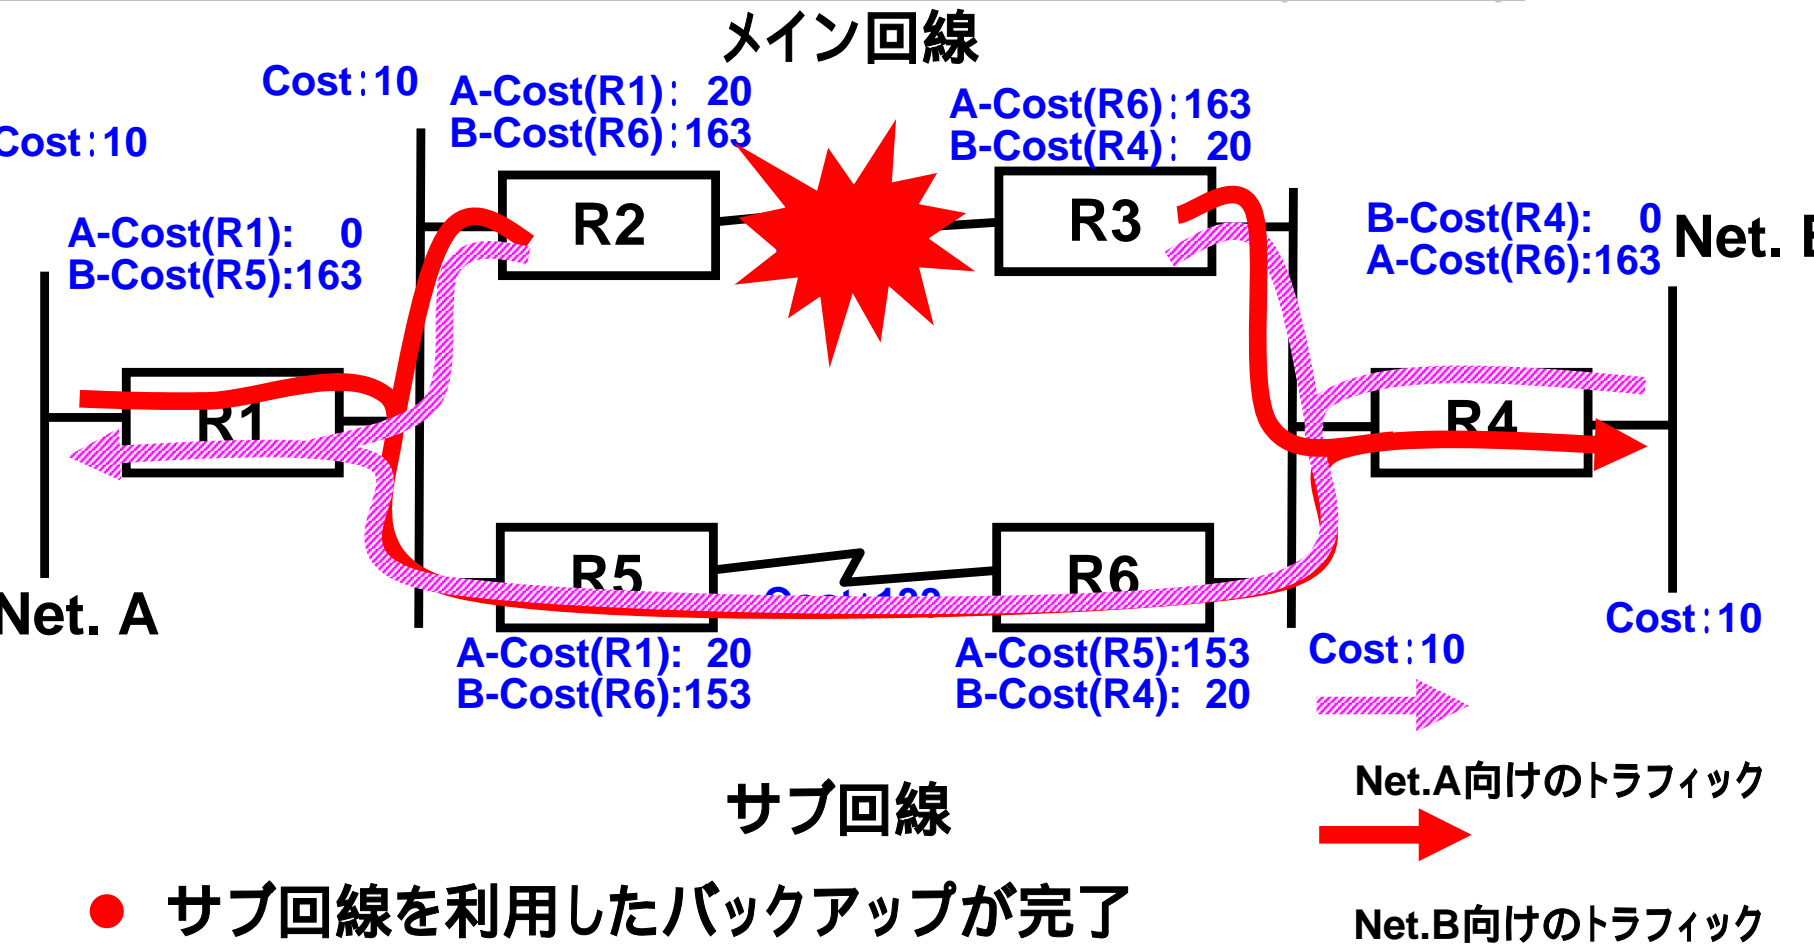 メイン回線
Cost:10
A-Cost(R1): 20
B-Cost(R6):163
A-Cost(R6):163
B-Cost(R4): 20
Cost:10
A-Cost(R1): 0
B-Cost(R5):163
R2
R3
B-Cost(R4): 0
A-Cost(R6):163
Net.
R1
R4
R5
R6
Net. A
A-Cost(R1): 20
B-Cost(R6):153
A-Cost(R5):153
B-Cost(R4): 20
Cost:10
Cost:10
サブ回線
Net.A向けのトラフィック
● サブ回線を利用したバックアップが完了
Net.B向けのトラフィック